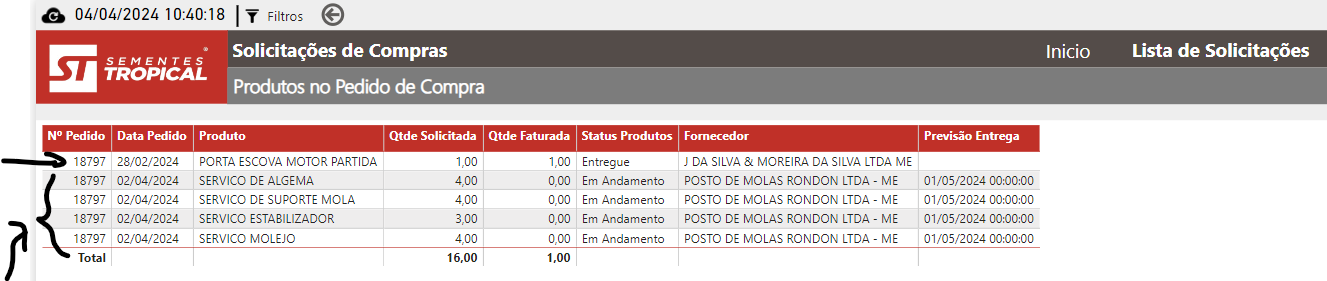 04/04/2024 10:40:18 Filtros
ST SEMENTES TROPICAL ®
Solicitações de Compras Inicio Lista de Solicitações
Produtos no Pedido de Compra
Nº Pedido Data Pedido Produto Qtde Solicitada Qtde Faturada Status Produtos Fornecedor Previsão Entrega
18797 28/02/2024 PORTA ESCOVA MOTOR PARTIDA 1,00 1,00 Entregue J DA SILVA & MOREIRA DA SILVA LTDA ME
18797 02/04/2024 SERVICO DE ALGEMA 4,00 0,00 Em Andamento POSTO DE MOLAS RONDON LTDA - ME 01/05/2024 00:00:00
18797 02/04/2024 SERVICO DE SUPORTE MOLA 4,00 0,00 Em Andamento POSTO DE MOLAS RONDON LTDA - ME 01/05/2024 00:00:00
18797 02/04/2024 SERVICO ESTABILIZADOR 3,00 0,00 Em Andamento POSTO DE MOLAS RONDON LTDA - ME 01/05/2024 00:00:00
18797 02/04/2024 SERVICO MOLEJO 4,00 0,00 Em Andamento POSTO DE MOLAS RONDON LTDA - ME 01/05/2024 00:00:00
Total 16,00 1,00